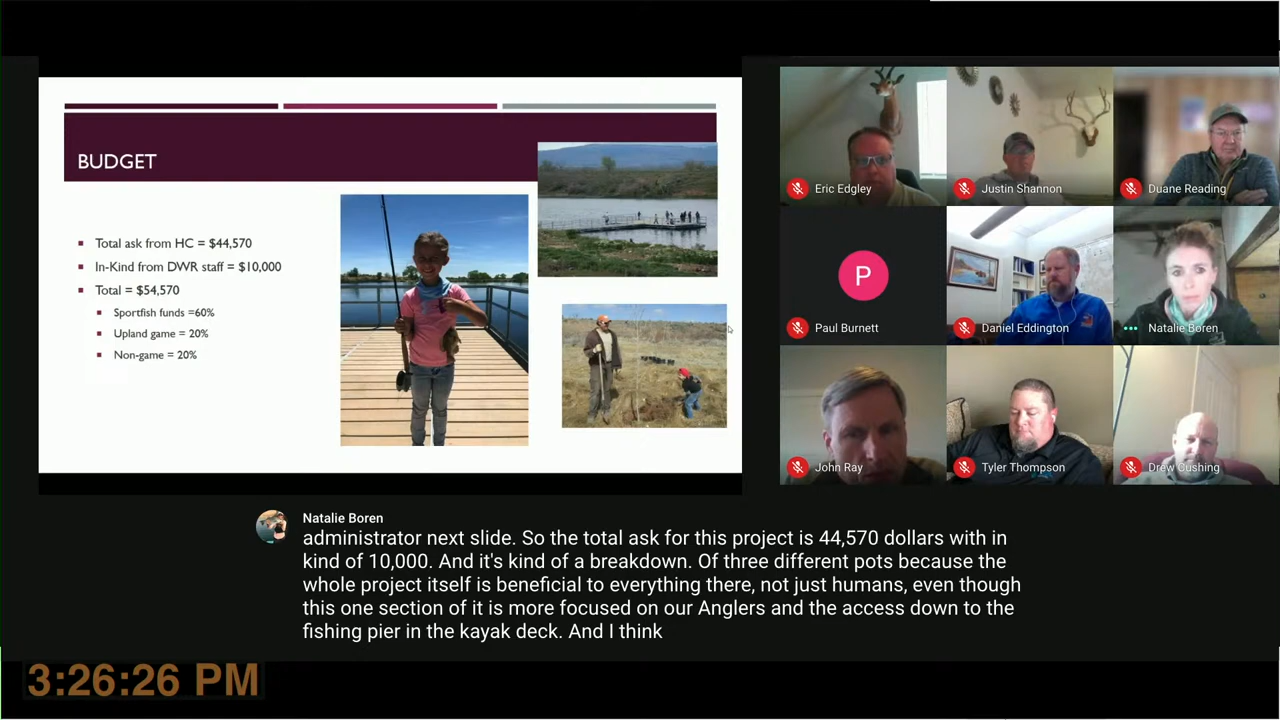 BUDGET
Total ask from HC = $44,570
In-Kind from DWR staff = $10,000
Total = $54,570
Sportfish funds =60%
Upland game = 20%
Non-game = 20%
Eric Edgley
Justin Shannon
Duane Reading
P
Paul Burnett
Daniel Eddington
Natalie Boren
John Ray
Tyler Thompson
Drew Cushing
Natalie Boren
administrator next slide. So the total ask for this project is 44,570 dollars with in
kind of 10,000. And it's kind of a breakdown. Of three different pots because the
whole project itself is beneficial to everything there, not just humans, even though
this one section of it is more focused on our Anglers and the access down to the
fishing pier in the kayak deck. And I think
3:26:26 PM